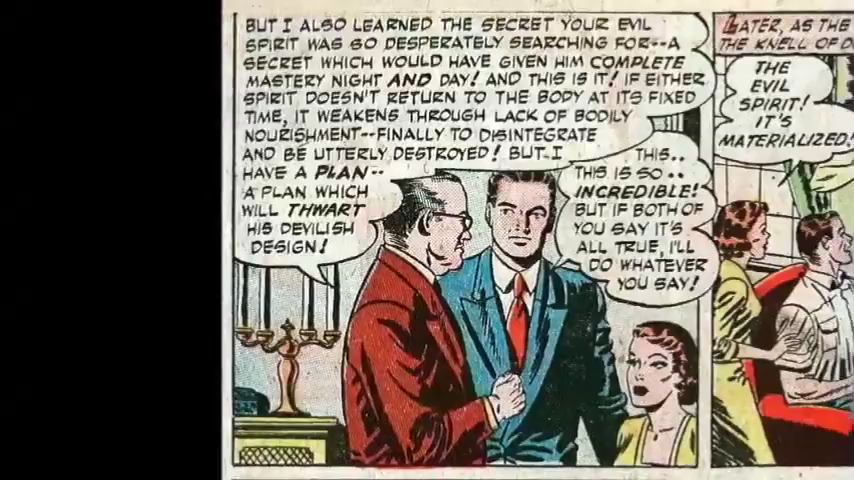 BUT I ALSO LEARNED THE SECRET YOUR EVIL
SPIRIT WAS SO DESPERATELY SEARCHING FOR--A
SECRET WHICH WOULD HAVE GIVEN HIM COMPLETE
MASTERY NIGHT AND DAY! AND THIS IS IT! IF EITHER
SPIRIT DOESN'T RETURN TO THE BODY AT ITS FIXED
TIME, IT WEAKENS THROUGH LACK OF BODILY
NOURISHMENT--FINALLY TO DISINTEGRATE
AND BE UTTERLY DESTROYED! BUT I
HAVE A PLAN--
A PLAN WHICH
WILL THWART
HIS DEVILISH
DESIGN!
THIS..
THIS IS SO..
INCREDIBLE!
BUT IF BOTH OF
YOU SAY IT'S
ALL TRUE, I'LL
DO WHATEVER
YOU SAY!
LATER, AS THE
THE KNELL OF
THE
EVIL
SPIRIT!
IT'S
MATERIALIZED!